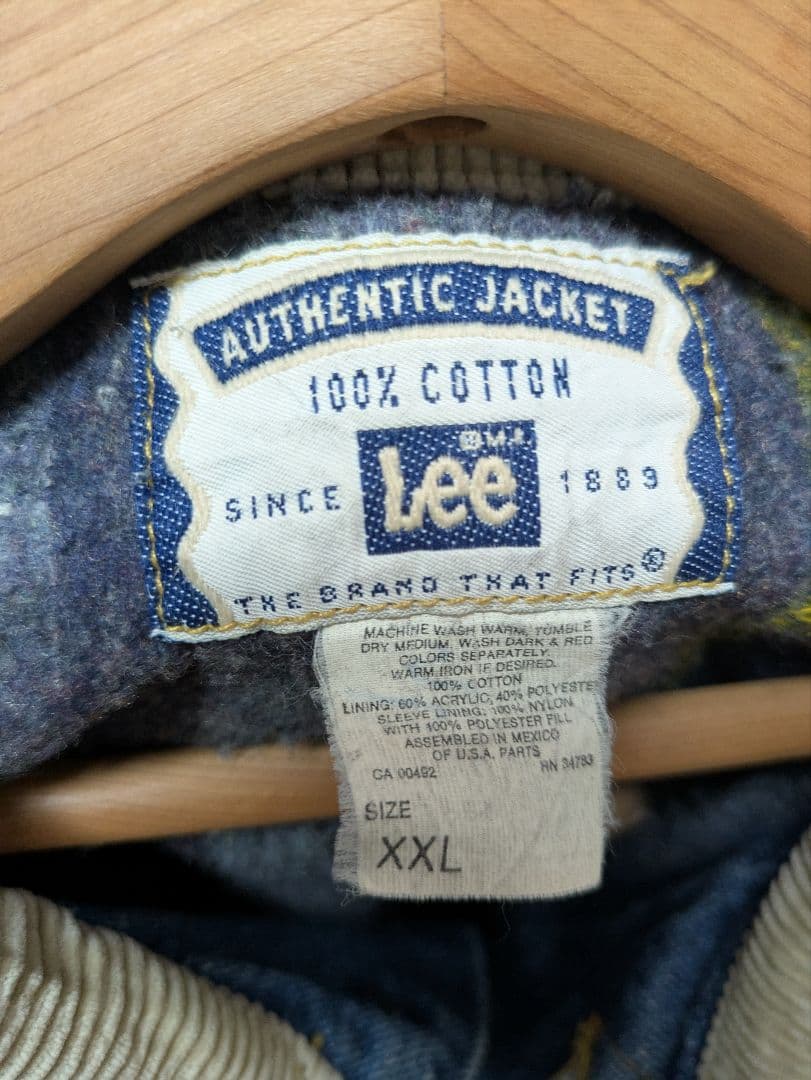 AUTHENTIC JACKET
100% COTTON
®M.R.
Lee
SINCE 1889
THE BRAND THAT FITS®
MACHINE WASH WARM, TUMBLE
DRY MEDIUM, WASH DARK & RED
COLORS SEPARATELY.
WARM IRON IF DESIRED.
100% COTTON
LINING: 60% ACRYLIC, 40% POLYESTE
SLEEVE LINING: 100% NYLON
WITH 100% POLYESTER FILL
ASSEMBLED IN MEXICO
OF U.S.A. PARTS
CA 00492 RN 34783
SIZE
XXL